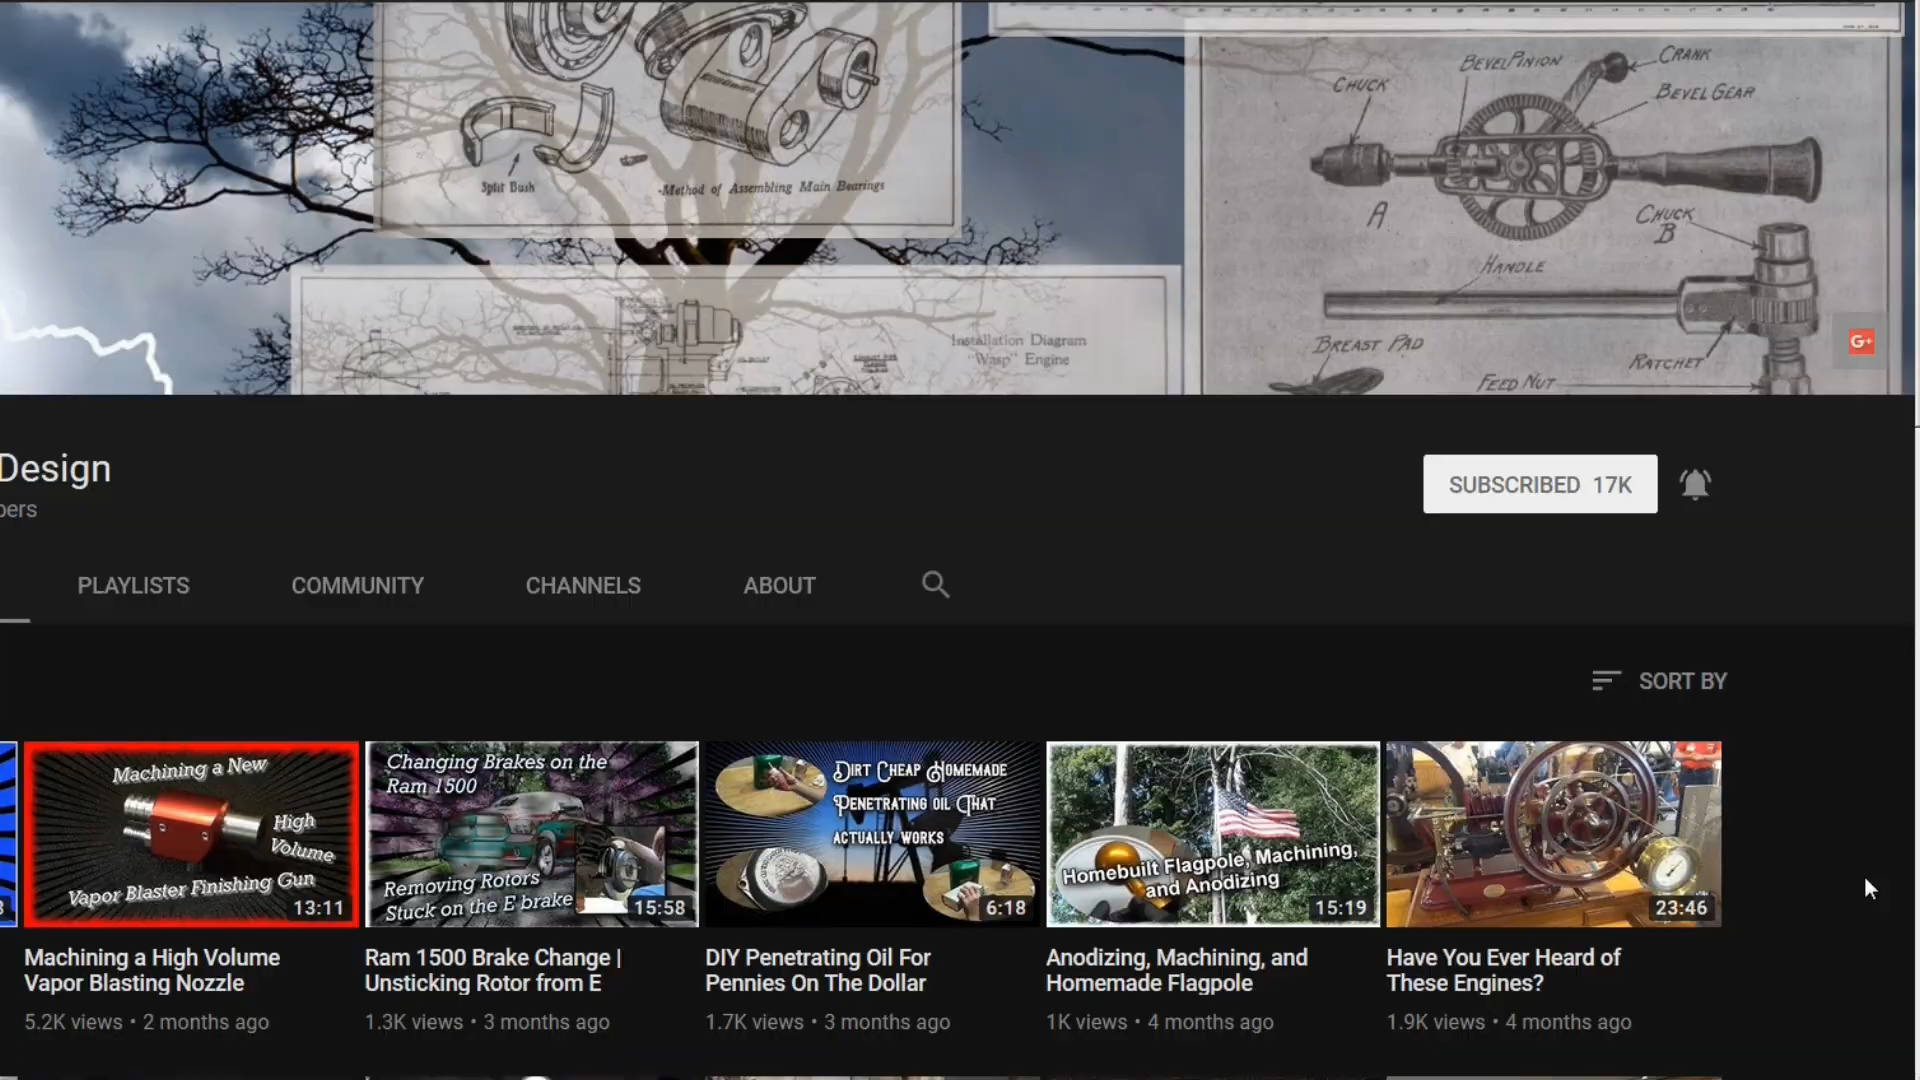 CHUCK
BEVEL PINION
CRANK
BEVEL GEAR
Split Bush
-Method of Assembling Main Bearings
A
CHUCK
B
HANDLE
Installation Diagram
"Wasp" Engine
BREAST PAD
RATCHET
FEED NUT
G+
Design
bers
SUBSCRIBED 17K
PLAYLISTS
COMMUNITY
CHANNELS
ABOUT
SORT BY
Machining a New
High
Volume
Vapor Blaster Finishing Gun
13:11
Changing Brakes on the
Ram 1500
Removing Rotors
Stuck on the E brake
15:58
Dirt Cheap Homemade
Penetrating oil That
actually works
6:18
Homebuilt Flagpole, Machining,
and Anodizing
15:19
23:46
Machining a High Volume
Vapor Blasting Nozzle
Ram 1500 Brake Change |
Unsticking Rotor from E
DIY Penetrating Oil For
Pennies On The Dollar
Anodizing, Machining, and
Homemade Flagpole
Have You Ever Heard of
These Engines?
5.2K views • 2 months ago
1.3K views • 3 months ago
1.7K views • 3 months ago
1K views • 4 months ago
1.9K views • 4 months ago